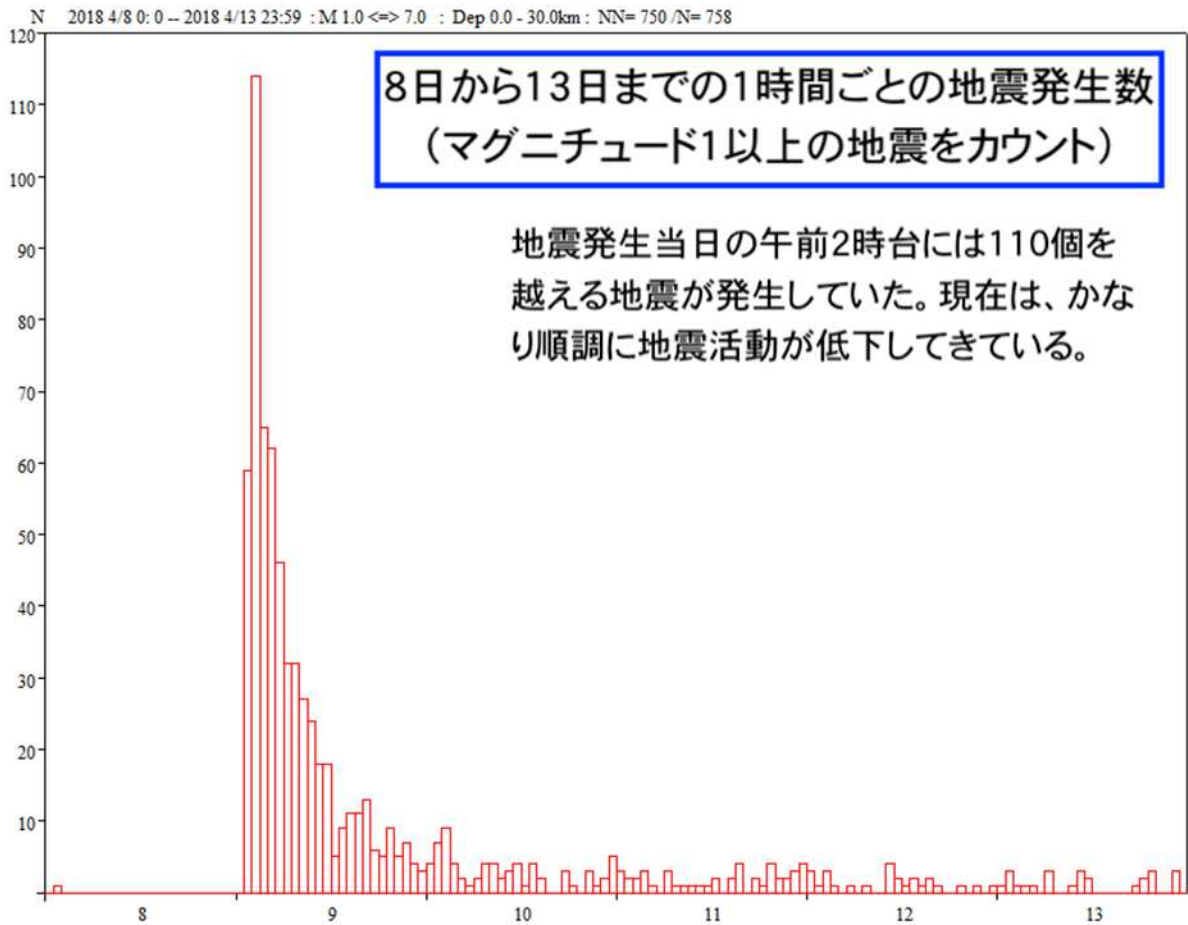 N 2018 4/8 0: 0 -- 2018 4/13 23:59 : M 1.0 <=> 7.0 : Dep 0.0 - 30.0km : NN= 750 /N= 758
8日から13日までの1時間ごとの地震発生数
（マグニチュード1以上の地震をカウント）
地震発生当日の午前2時台には110個を
越える地震が発生していた。現在は、かな
り順調に地震活動が低下してきている。
120
110
100
90
80
70
60
50
40
30
20
10
8 9 10 11 12 13